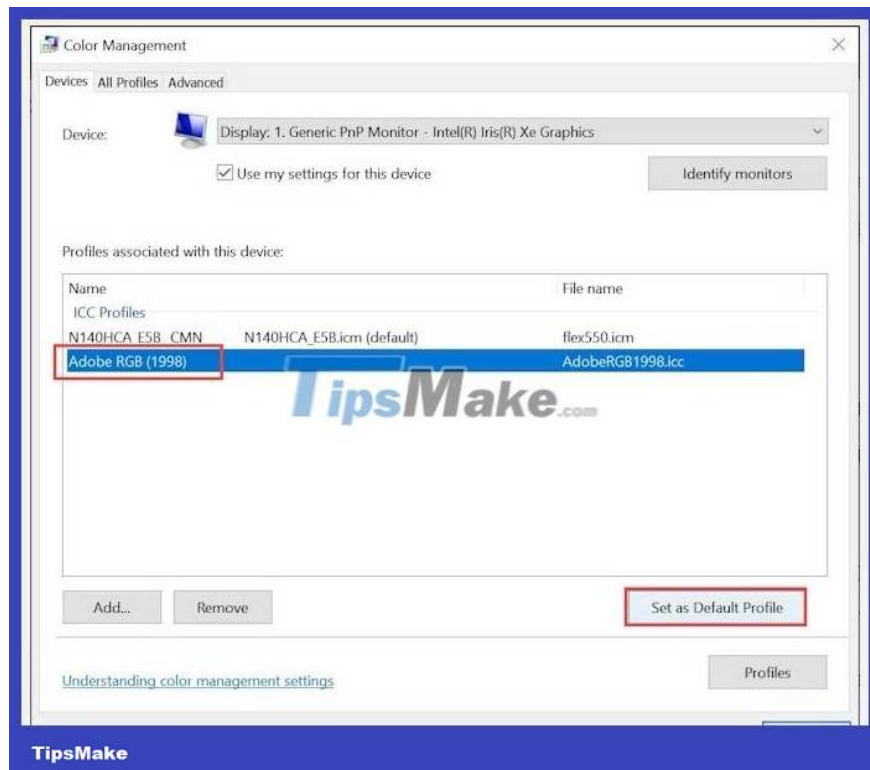 Color Management
Devices All Profiles Advanced
Device:
Display: 1. Generic PnP Monitor - Intel(R) Iris(R) Xe Graphics
Use my settings for this device
Identify monitors
Profiles associated with this device:
Name File name
ICC Profiles
N140HCA_E5B_CMN N140HCA_E5B.icm (default) flex550.icm
Adobe RGB (1998) AdobeRGB1998.icc
TipsMake.com
Add... Remove Set as Default Profile
Understanding color management settings
Profiles
TipsMake